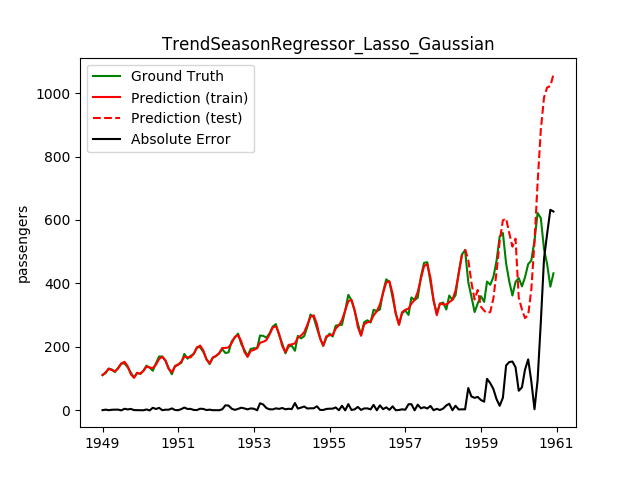 TrendSeasonRegressor_Lasso_Gaussian
Ground Truth
Prediction (train)
Prediction (test)
Absolute Error
passengers
1000
800
600
400
200
0
1949 1951 1953 1955 1957 1959 1961